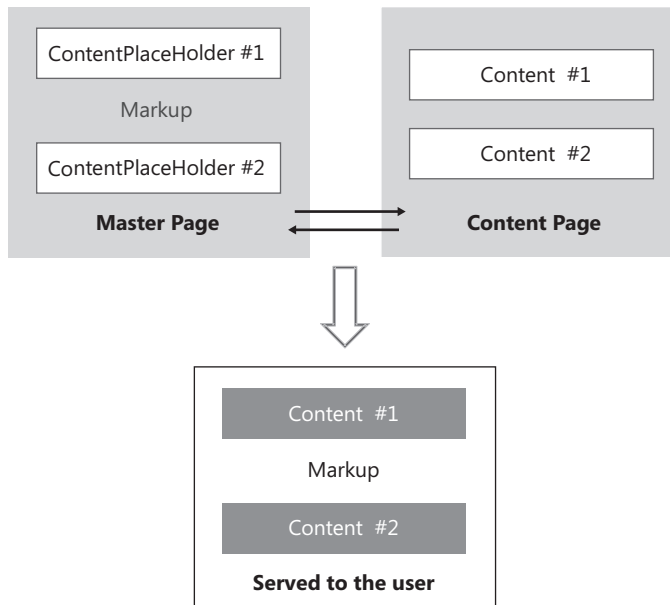 ContentPlaceHolder #1
Markup
ContentPlaceHolder #2
Master Page
Content #1
Content #2
Content Page
Content #1
Markup
Content #2
Served to the user